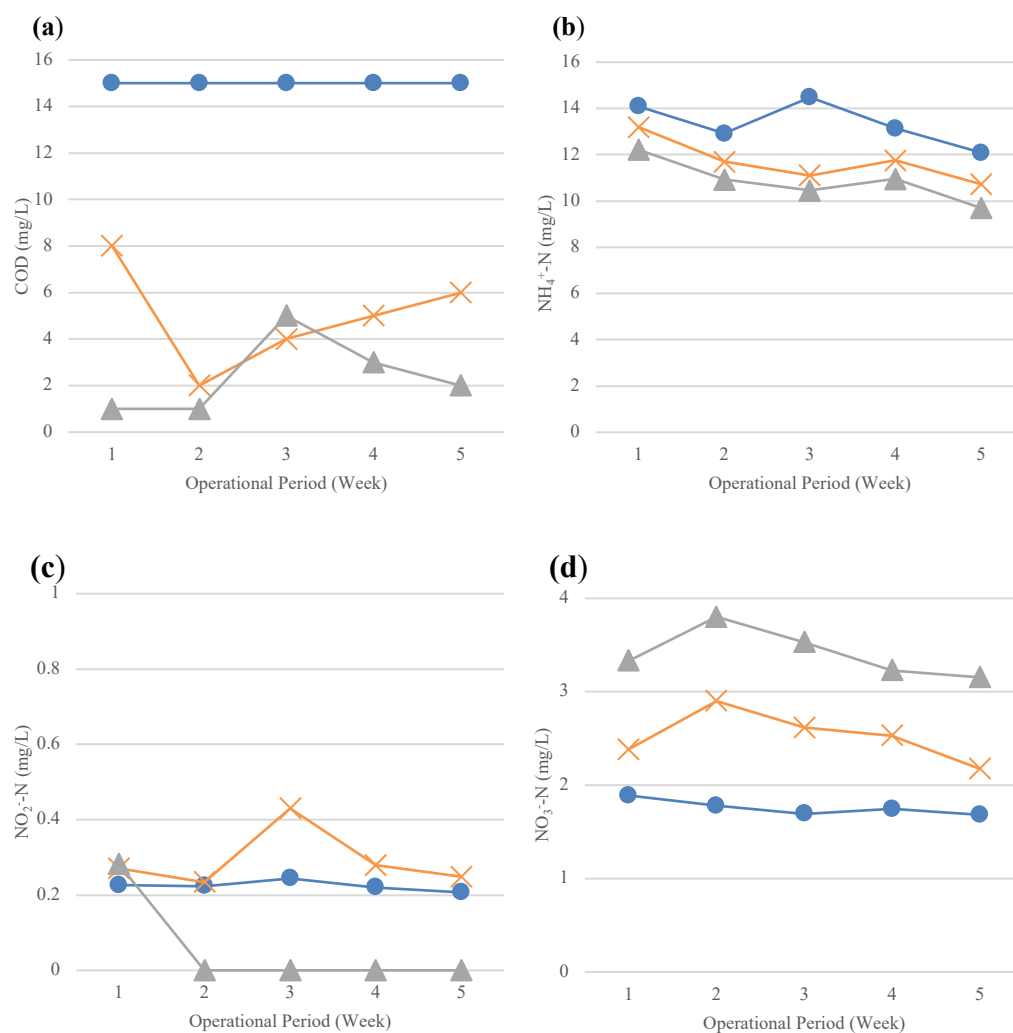 (a)
16
14
12
10
8
6
4
2
0
COD (mg/L)
1 2 3 4 5
Operational Period (Week)
16
14
12
10
8
6
4
2
0
NH₄⁺-N (mg/L)
1 2 3 4 5
Operational Period (Week)
(b)
(c)
1
0.8
0.6
0.4
0.2
0
NO₂⁻-N (mg/L)
1 2 3 4 5
Operational Period (Week)
(d)
4
3
2
1
0
NO₃⁻-N (mg/L)
1 2 3 4 5
Operational Period (Week)